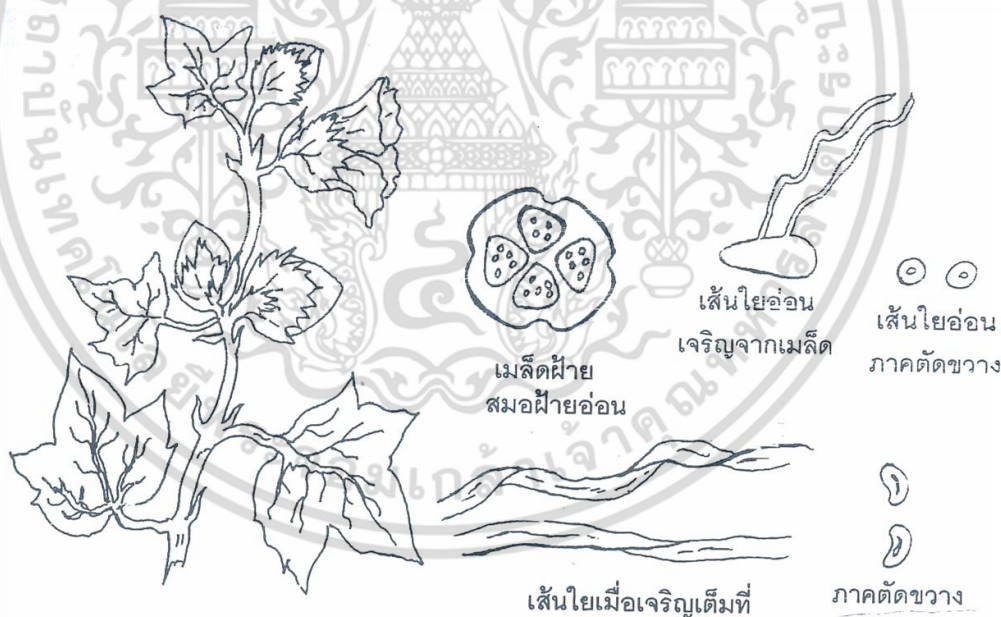 เส้นใยอ่อน
เจริญจากเมล็ด
เส้นใยอ่อน
ภาคตัดขวาง
เมล็ดฝ้าย
สมอฝ้ายอ่อน
เส้นใยเมื่อเจริญเต็มที่
ภาคตัดขวาง